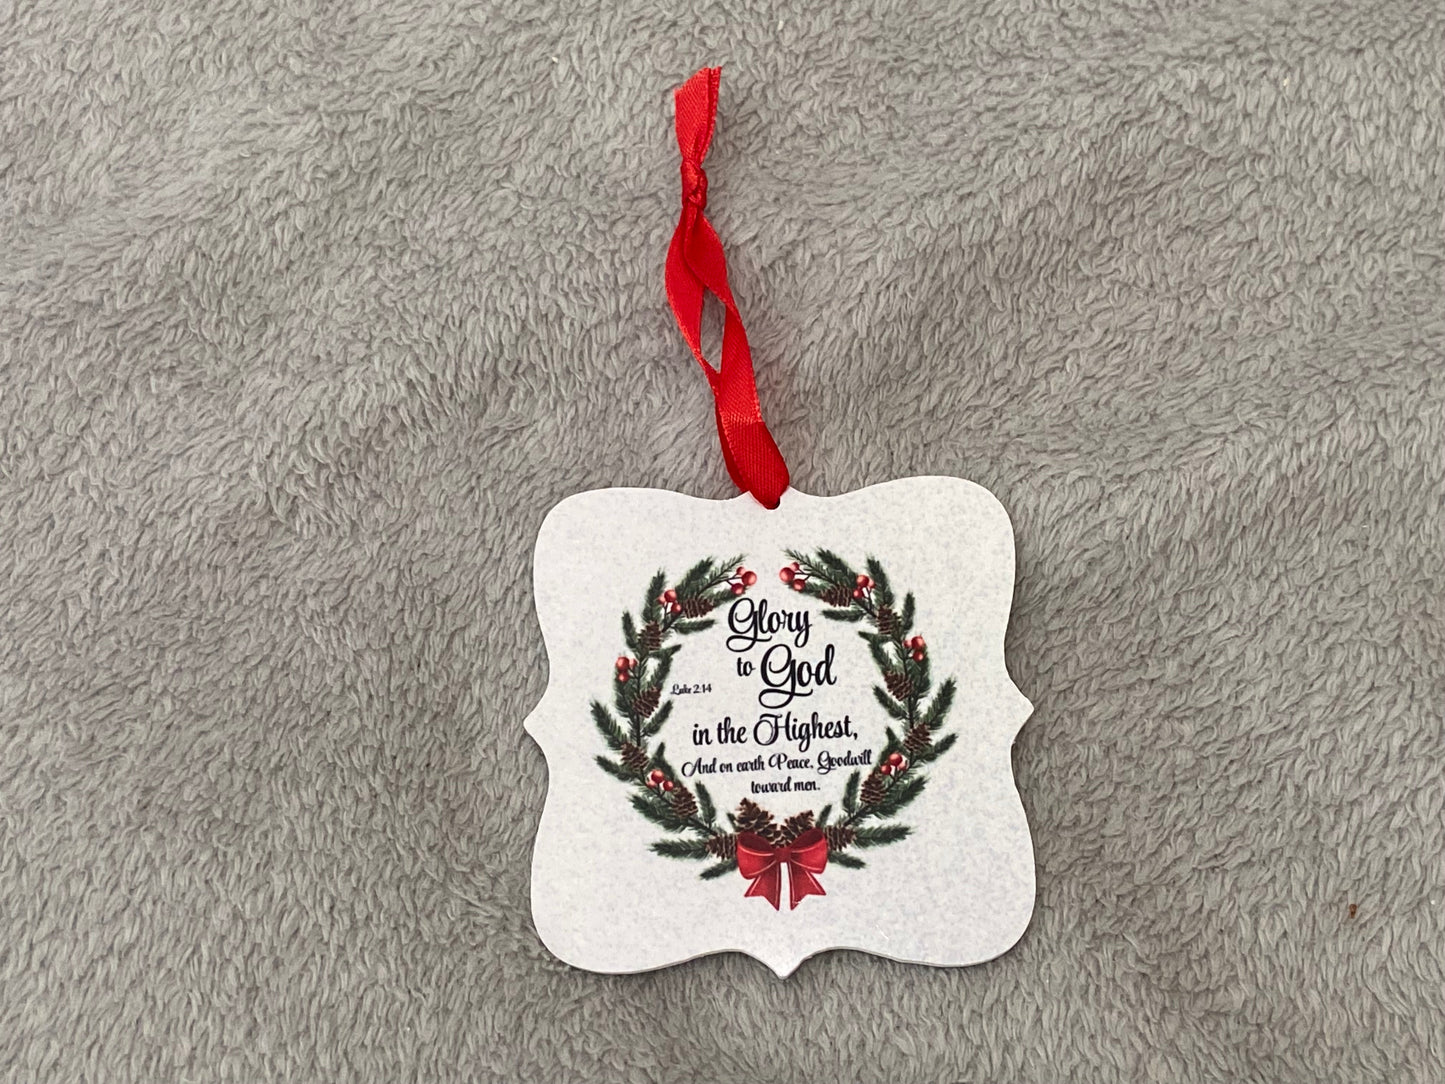 Glory
to God
Luke 2:14
in the Highest,
And on earth Peace, Goodwill
toward men.